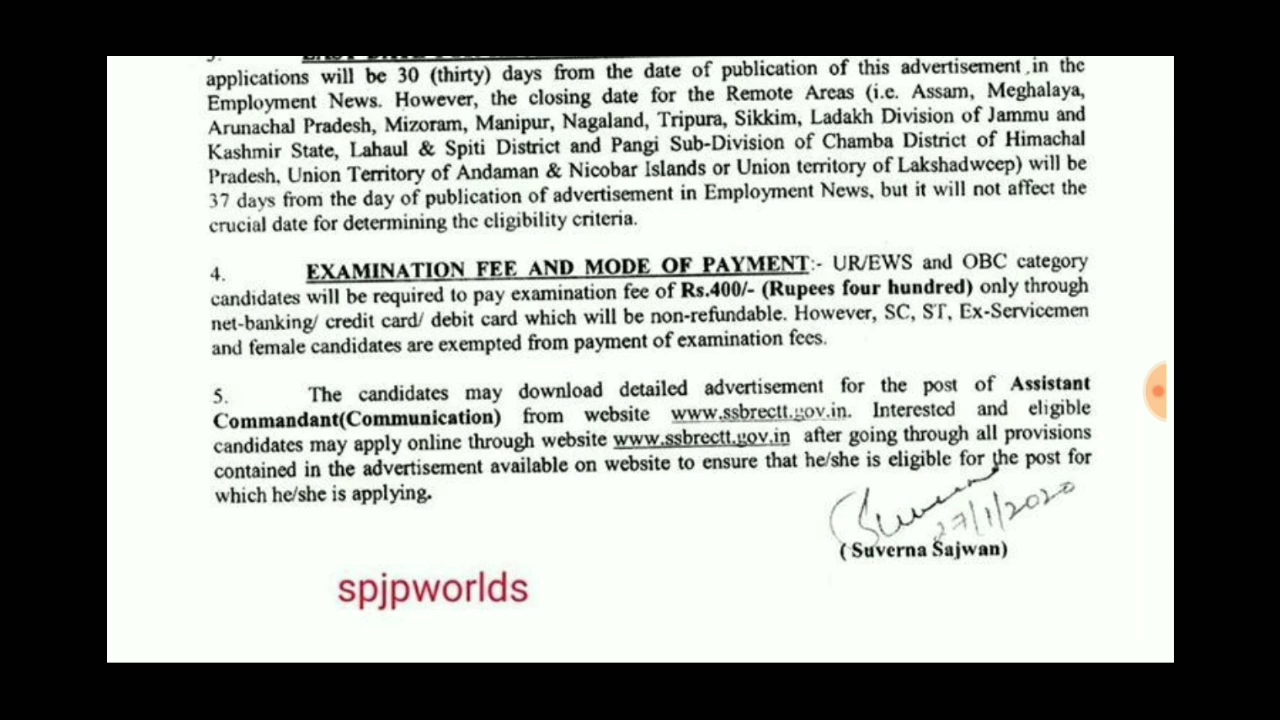 3.
applications will be 30 (thirty) days from the date of publication of this advertisement in the
Employment News. However, the closing date for the Remote Areas (i.e. Assam, Meghalaya,
Arunachal Pradesh, Mizoram, Manipur, Nagaland, Tripura, Sikkim, Ladakh Division of Jammu and
Kashmir State, Lahaul & Spiti District and Pangi Sub-Division of Chamba District of Himachal
Pradesh, Union Territory of Andaman & Nicobar Islands or Union territory of Lakshadweep) will be
37 days from the day of publication of advertisement in Employment News, but it will not affect the
crucial date for determining the eligibility criteria.
4. EXAMINATION FEE AND MODE OF PAYMENT:- UR/EWS and OBC category
candidates will be required to pay examination fee of Rs.400/- (Rupees four hundred) only through
net-banking/ credit card/ debit card which will be non-refundable. However, SC, ST, Ex-Servicemen
and female candidates are exempted from payment of examination fees.
5. The candidates may download detailed advertisement for the post of Assistant
Commandant(Communication) from website www.ssbrectt.gov.in. Interested and eligible
candidates may apply online through website www.ssbrectt.gov.in after going through all provisions
contained in the advertisement available on website to ensure that he/she is eligible for the post for
which he/she is applying.
27/1/2020
(Suverna Sajwan)
spjpworlds